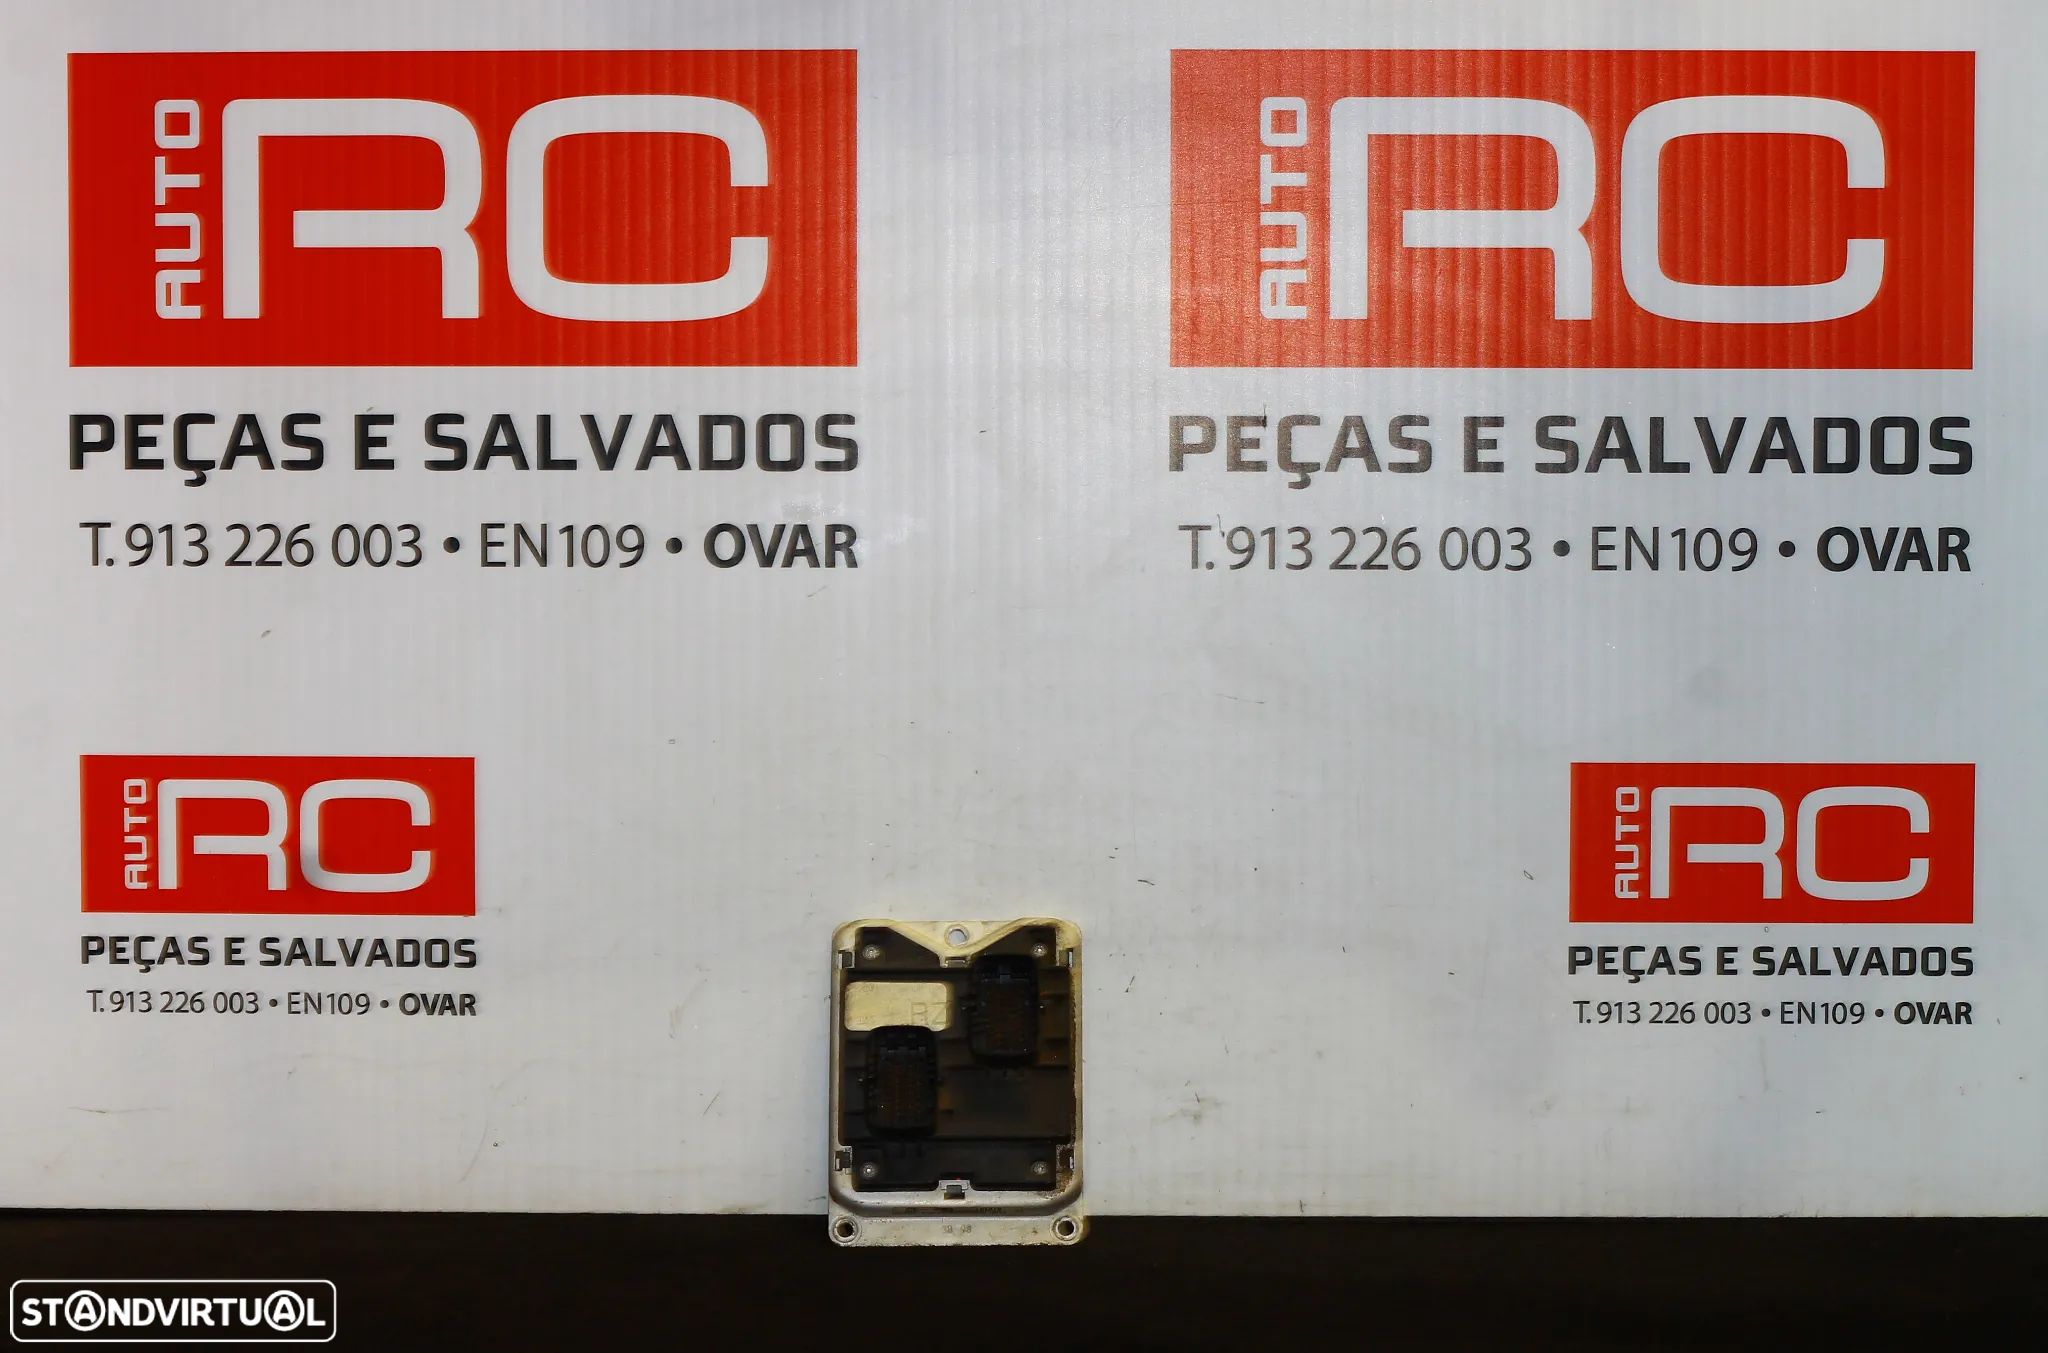 AUTO RC
PEÇAS E SALVADOS
T. 913 226 003 • EN109 • OVAR
AUTO RC
PEÇAS E SALVADOS
T. 913 226 003 • EN109 • OVAR
AUTO RC
PEÇAS E SALVADOS
T. 913 226 003 • EN109 • OVAR
AUTO RC
PEÇAS E SALVADOS
T. 913 226 003 • EN109 • OVAR
RZ
STANDVIRTUAL